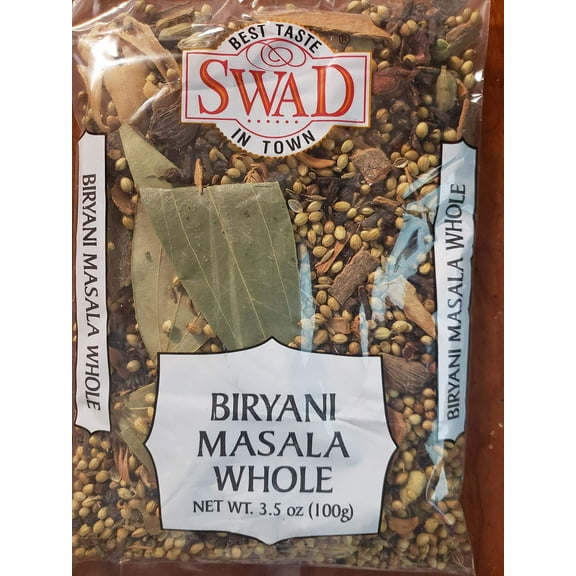 BEST TASTE
SWAD®
IN TOWN
BIRYANI MASALA WHOLE
BIRYANI MASALA WHOLE
BIRYANI
MASALA
WHOLE
NET WT. 3.5 oz (100g)